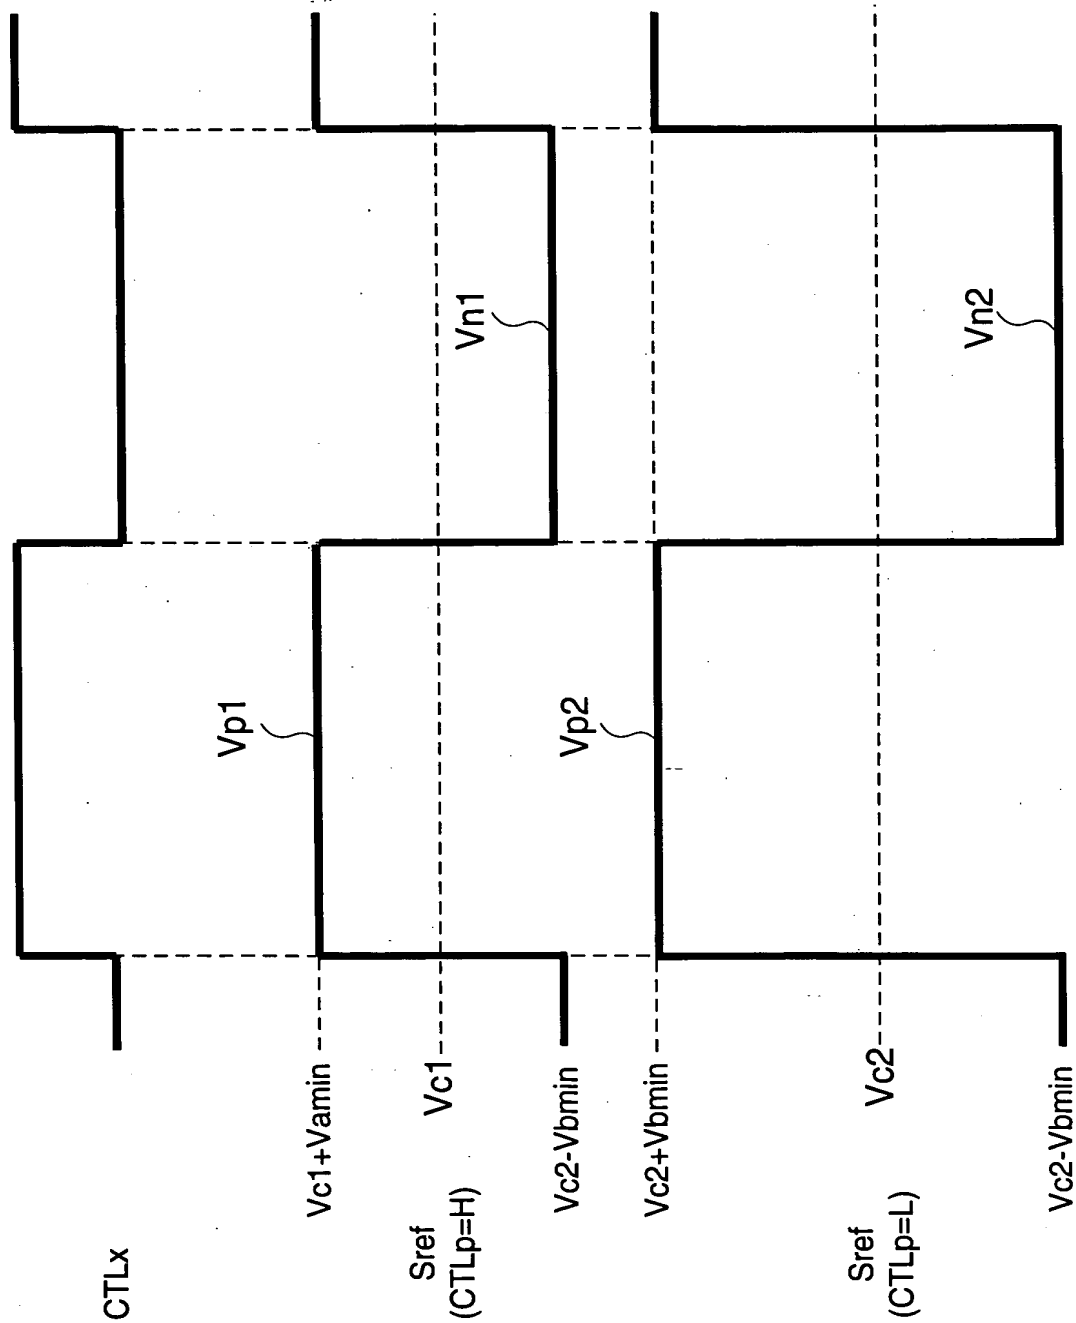 CTLx
Vp1
Vc1+Vamin
Sref
(CTLp=H)
Vc1
Vn1
Vc2-Vbmin
Vp2
Vc2+Vbmin
Sref
(CTLp=L)
Vc2
Vn2
Vc2-Vbmin